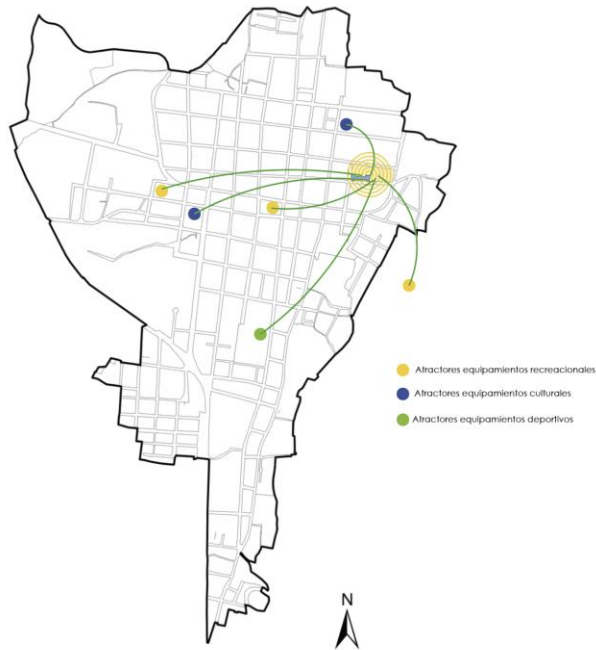 Atractores equipamientos recreacionales
Atractores equipamientos culturales
Atractores equipamientos deportivos
N